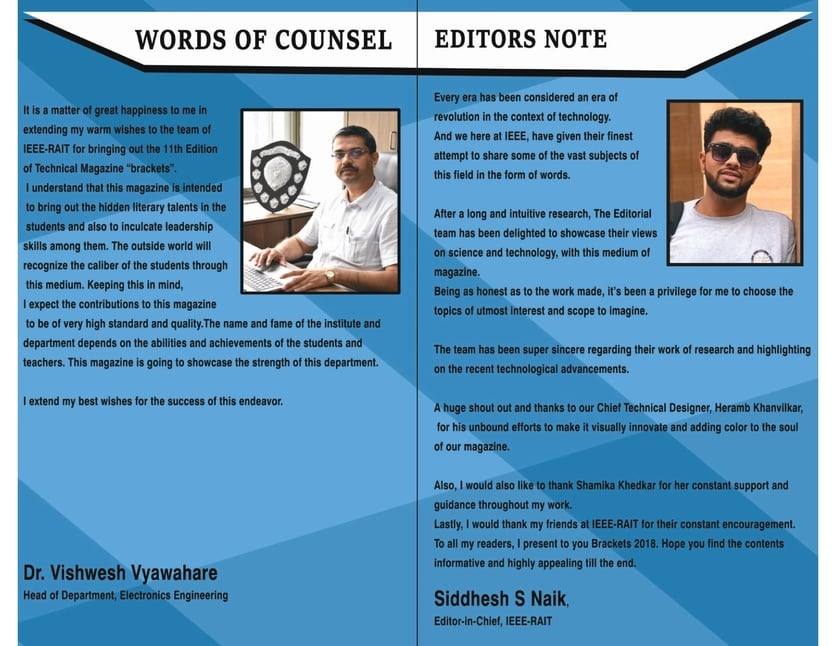 WORDS OF COUNSEL
It is a matter of great happiness to me in
extending my warm wishes to the team of
IEEE-RAIT for bringing out the 11th Edition
of Technical Magazine “brackets”.
I understand that this magazine is intended
to bring out the hidden literary talents in the
students and also to inculcate leadership
skills among them. The outside world will
recognize the caliber of the students through
this medium. Keeping this in mind,
I expect the contributions to this magazine
to be of very high standard and quality.The name and fame of the institute and
department depends on the abilities and achievements of the students and
teachers. This magazine is going to showcase the strength of this department.
I extend my best wishes for the success of this endeavor.
Dr. Vishwesh Vyawahare
Head of Department, Electronics Engineering
EDITORS NOTE
Every era has been considered an era of
revolution in the context of technology.
And we here at IEEE, have given their finest
attempt to share some of the vast subjects of
this field in the form of words.
After a long and intuitive research, The Editorial
team has been delighted to showcase their views
on science and technology, with this medium of
magazine.
Being as honest as to the work made, it’s been a privilege for me to choose the
topics of utmost interest and scope to imagine.
The team has been super sincere regarding their work of research and highlighting
on the recent technological advancements.
A huge shout out and thanks to our Chief Technical Designer, Heramb Khanvilkar,
for his unbound efforts to make it visually innovate and adding color to the soul
of our magazine.
Also, I would also like to thank Shamika Khedkar for her constant support and
guidance throughout my work.
Lastly, I would thank my friends at IEEE-RAIT for their constant encouragement.
To all my readers, I present to you Brackets 2018. Hope you find the contents
informative and highly appealing till the end.
Siddhesh S Naik,
Editor-in-Chief, IEEE-RAIT